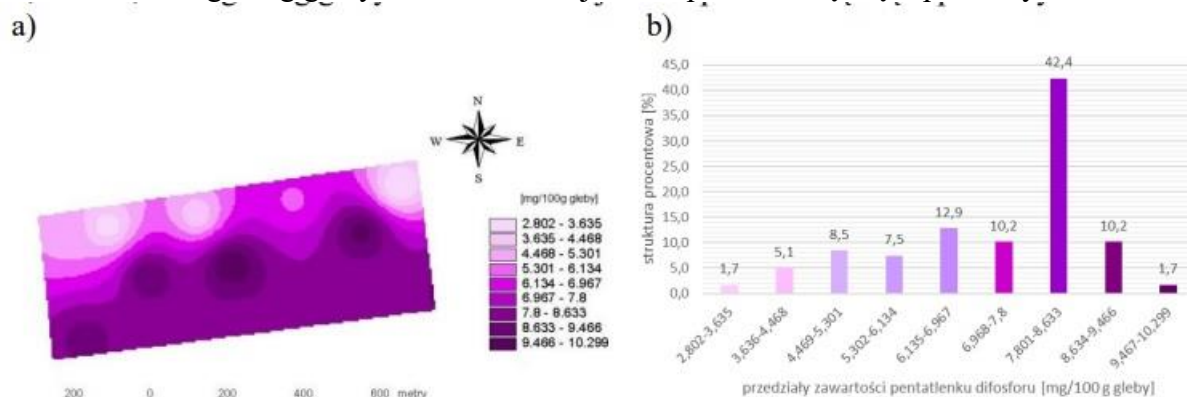 a)
N
W E
S
[mg/100g gleby]
2.802 - 3.635
3.635 - 4.468
4.468 - 5.301
5.301 - 6.134
6.134 - 6.967
6.967 - 7.8
7.8 - 8.633
8.633 - 9.466
9.466 - 10.299
200 0 200 400 600 metry
b)
struktura procentowa [%]
45,0
40,0
35,0
30,0
25,0
20,0
15,0
10,0
5,0
0,0
1,7
5,1
8,5
7,5
12,9
10,2
42,4
10,2
1,7
2,802-3,635
3,636-4,468
4,469-5,301
5,302-6,134
6,135-6,967
6,968-7,8
7,801-8,633
8,634-9,466
9,467-10,299
przedziały zawartości pentatlenku difosforu [mg/100 g gleby]